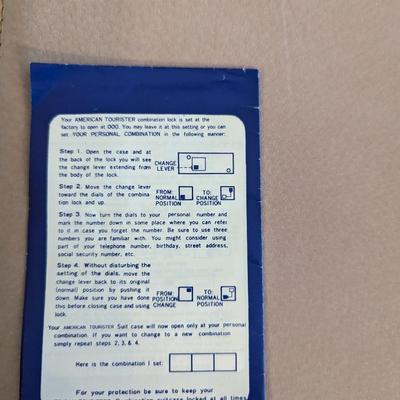 Your AMERICAN TOURISTER combination lock is set at the
factory to open at 000. You may leave it at this setting or you can
set YOUR PERSONAL COMBINATION in the following manner:
Step 1. Open the case and at
the back of the lock you will see
the change lever extending from
the body of the lock.
CHANGE
LEVER
Step 2. Move the change lever
toward the dials of the combina
tion lock and up.
FROM:
NORMAL
POSITION
TO:
CHANGE
POSITION
Step 3. Now turn the dials to your personal number and
mark the number down in some place where you can refer
to it in case you forget the number. Be sure to use three
numbers you are familiar with. You might consider using
part of your telephone number, birthday, street address,
social security number, etc.
Step 4. Without disturbing the
setting of the dials, move the
change lever back to its original
(normal) position by pushing it
down. Make sure you have done
this before closing case and using
lock.
FROM:
POSITION
CHANGE
TO:
NORMAL
POSITION
Your AMERICAN TOURISTER Suit case will now open only at your personal
combination. If you want to change to a new combination
simply repeat steps 2, 3, & 4.
Here is the combination I set:
For your protection be sure to keep your
suitcase locked at all times